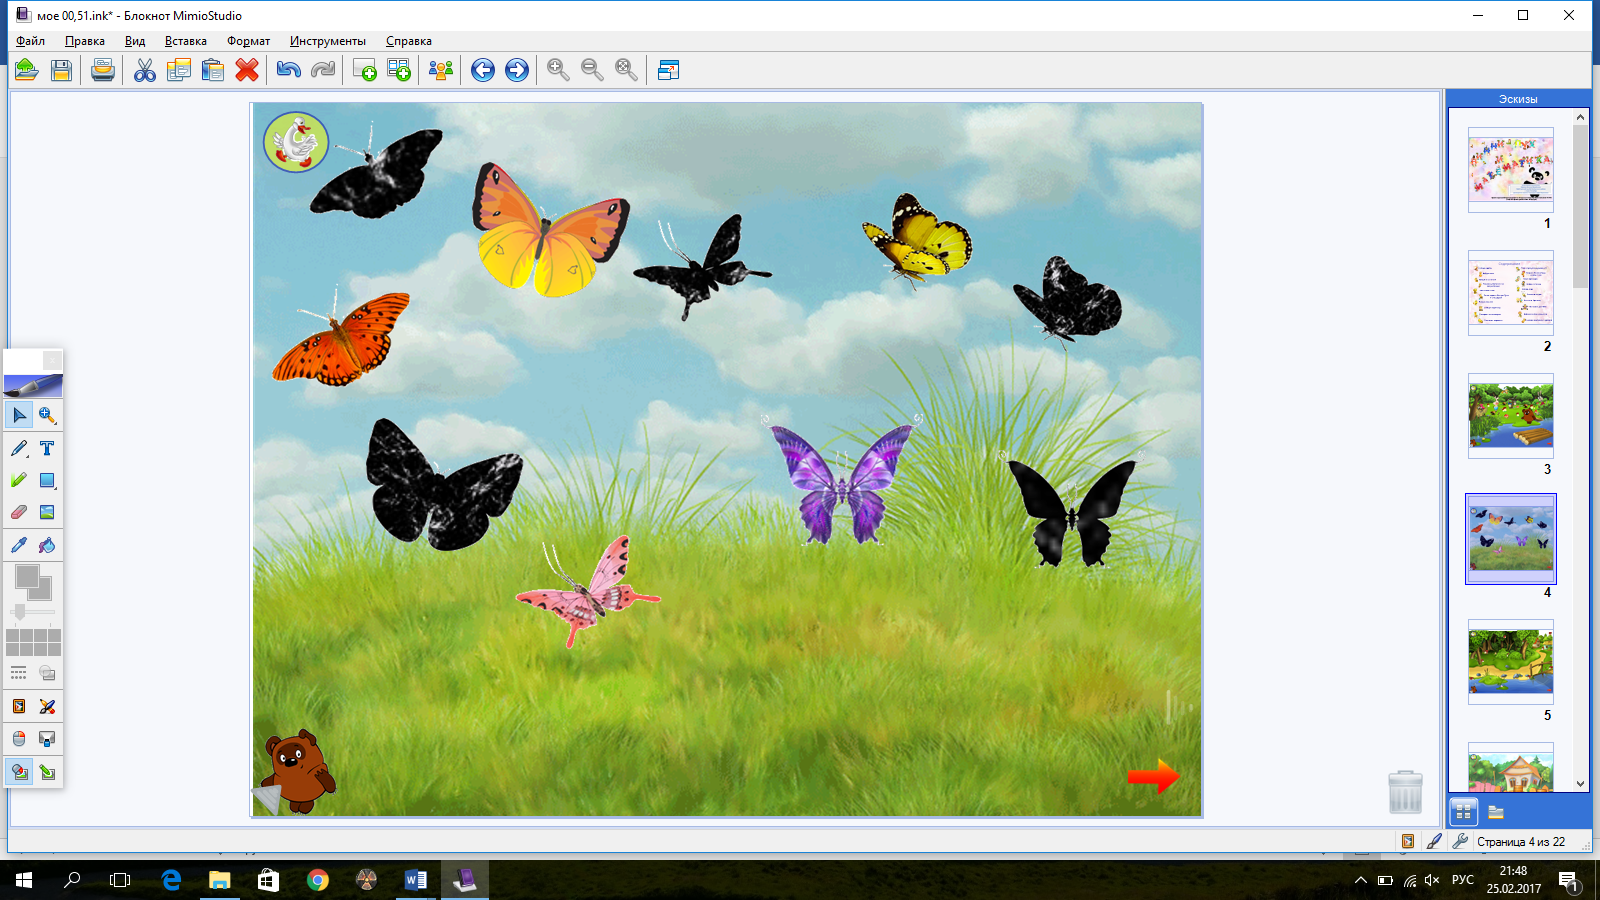 мое 00,51.ink* - Блокнот MimioStudio
Файл Правка Вид Вставка Формат Инструменты Справка
Эскизы
1
2
3
4
5
Страница 4 из 22
РУС
21:48
25.02.2017
1